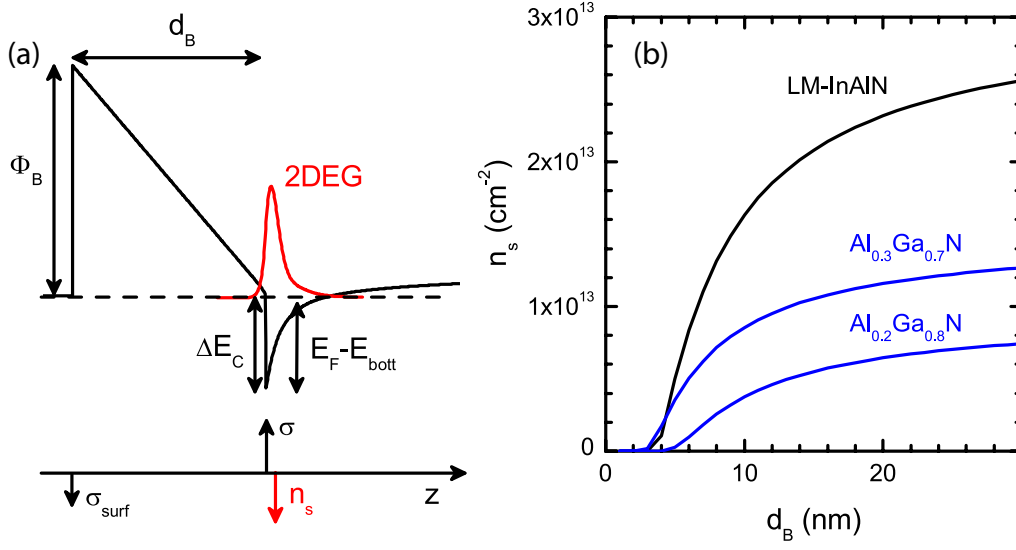 (a)
d_B
Φ_B
2DEG
ΔE_C
E_F-E_bott
σ
σ_surf
n_s
z
(b)
3x10^13
2x10^13
1x10^13
0
0
10
20
n_s (cm^-2)
d_B (nm)
LM-InAlN
Al_0.3Ga_0.7N
Al_0.2Ga_0.8N